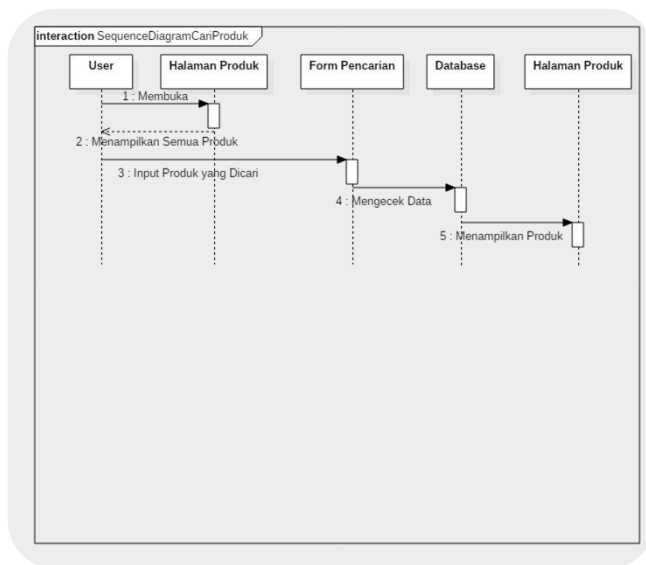 interaction SequenceDiagramCariProduk
User
Halaman Produk
Form Pencarian
Database
Halaman Produk
1 : Membuka
2 : Menampilkan Semua Produk
3 : Input Produk yang Dicari
4 : Mengecek Data
5 : Menampilkan Produk